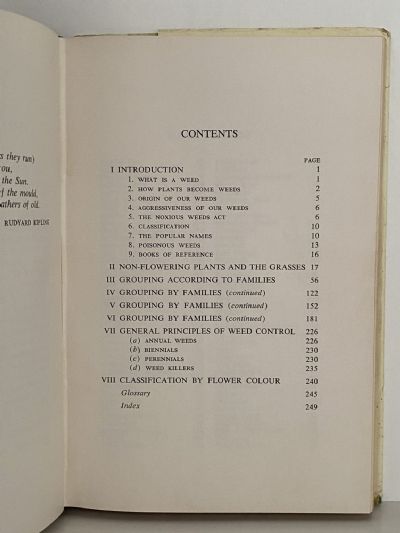 s they run)
ou,
the Sun,
f the mould,
athers of old.
RUDYARD KIPLING
CONTENTS
PAGE
I INTRODUCTION 1
1. WHAT IS A WEED 1
2. HOW PLANTS BECOME WEEDS 2
3. ORIGIN OF OUR WEEDS 5
4. AGGRESSIVENESS OF OUR WEEDS 6
5. THE NOXIOUS WEEDS ACT 6
6. CLASSIFICATION 10
7. THE POPULAR NAMES 10
8. POISONOUS WEEDS 13
9. BOOKS OF REFERENCE 16
II NON-FLOWERING PLANTS AND THE GRASSES 17
III GROUPING ACCORDING TO FAMILIES 56
IV GROUPING BY FAMILIES (continued) 122
V GROUPING BY FAMILIES (continued) 152
VI GROUPING BY FAMILIES (continued) 181
VII GENERAL PRINCIPLES OF WEED CONTROL 226
(a) ANNUAL WEEDS 226
(b) BIENNIALS 230
(c) PERENNIALS 230
(d) WEED KILLERS 235
VIII CLASSIFICATION BY FLOWER COLOUR 240
Glossary 245
Index 249